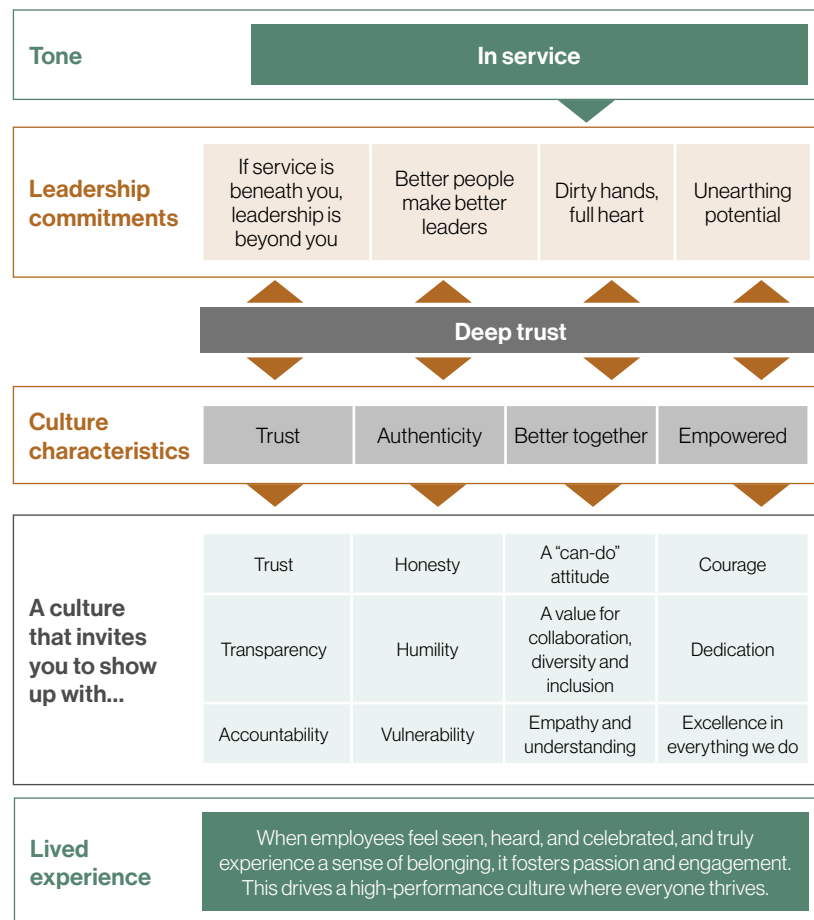 Tone
In service
Leadership
commitments
If service is
beneath you,
leadership is
beyond you
Better people
make better
leaders
Dirty hands,
full heart
Unearthing
potential
Deep trust
Culture
characteristics
Trust
Authenticity
Better together
Empowered
A culture
that invites
you to show
up with...
Trust
Honesty
A “can-do”
attitude
Courage
Transparency
Humility
A value for
collaboration,
diversity and
inclusion
Dedication
Accountability
Vulnerability
Empathy and
understanding
Excellence in
everything we do
Lived
experience
When employees feel seen, heard, and celebrated, and truly
experience a sense of belonging, it fosters passion and engagement.
This drives a high-performance culture where everyone thrives.